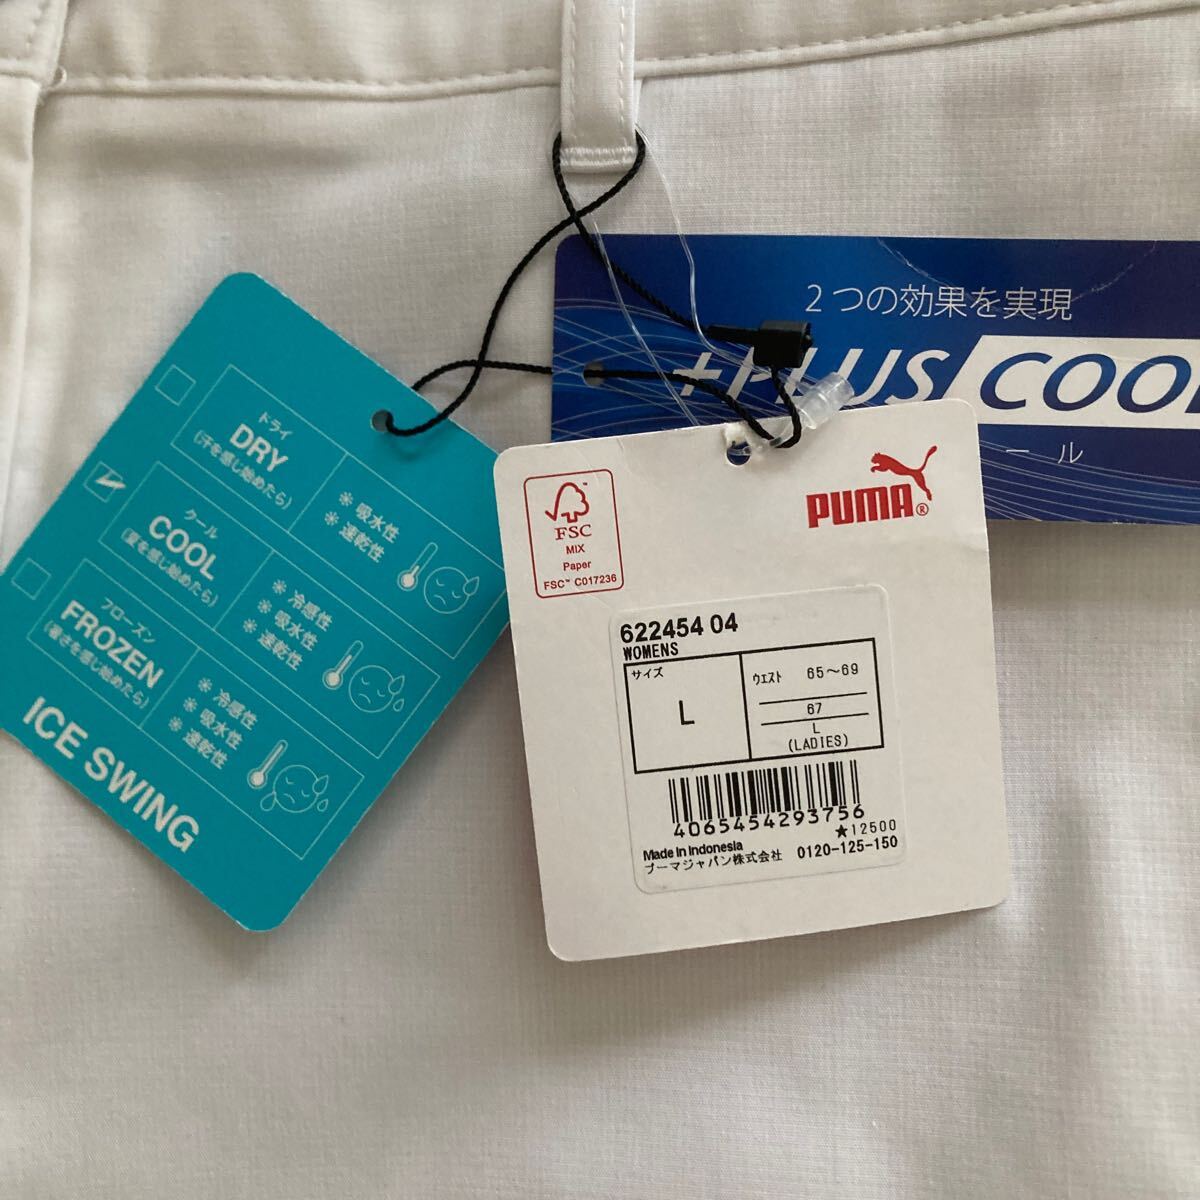 ドライ
DRY
(汗を感じ始めたら)
※ 吸水性
※ 速乾性
クール
COOL
(夏を感じ始めたら)
※ 冷感性
※ 吸水性
※ 速乾性
フローズン
FROZEN
(暑さを感じ始めたら)
※ 冷感性
※ 吸水性
※ 速乾性
ICE SWING
2つの効果を実現
+PLUS COOL
ール
FSC
MIX
Paper
FSC™ C017236
PUMA®
622454 04
WOMENS
サイズ
L
ウエスト 65〜69
67
L
(LADIES)
4065454293756
★12500
Made in Indonesia
プーマジャパン株式会社 0120-125-150